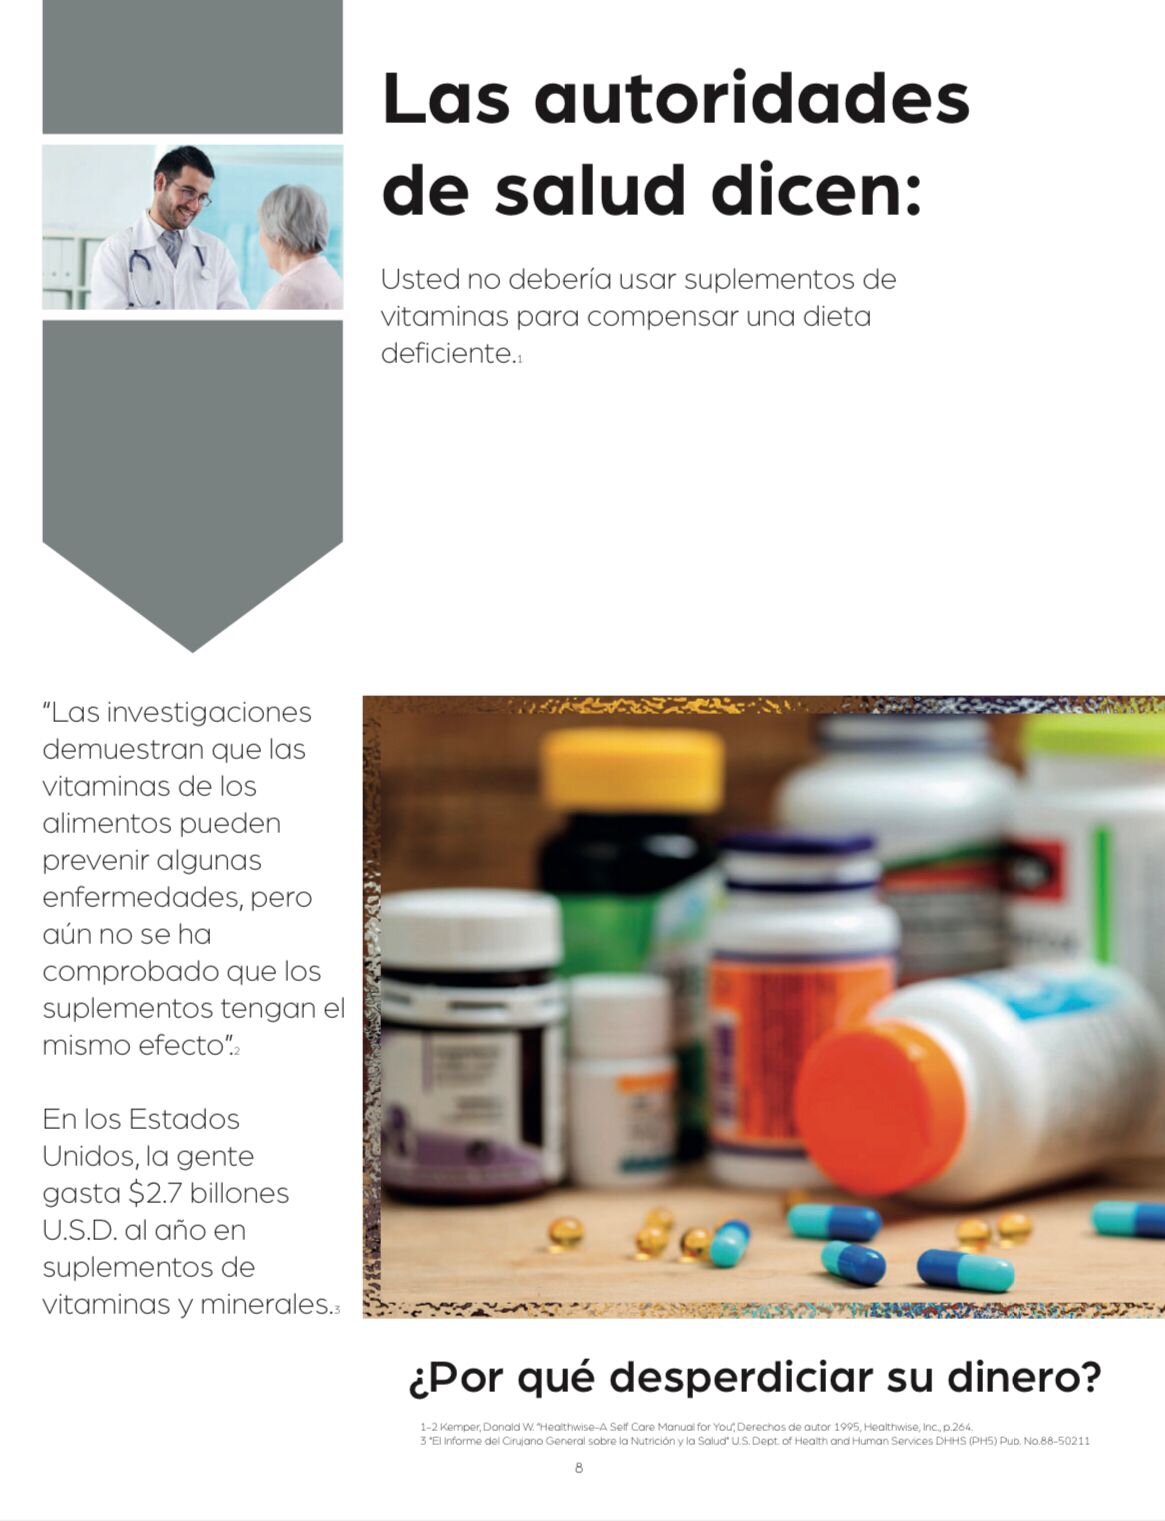 Las autoridades
de salud dicen:
Usted no debería usar suplementos de
vitaminas para compensar una dieta
deficiente.1
“Las investigaciones
demuestran que las
vitaminas de los
alimentos pueden
prevenir algunas
enfermedades, pero
aún no se ha
comprobado que los
suplementos tengan el
mismo efecto”.2
En los Estados
Unidos, la gente
gasta $2.7 billones
U.S.D. al año en
suplementos de
vitaminas y minerales.3
¿Por qué desperdiciar su dinero?
1-2 Kemper, Donald W. "Healthwise-A Self Care Manual for You", Derechos de autor 1995, Healthwise, Inc., p.264.
3 "El Informe del Cirujano General sobre la Nutrición y la Salud" U.S. Dept. of Health and Human Services DHHS (PHS) Pub. No.88-50211
8